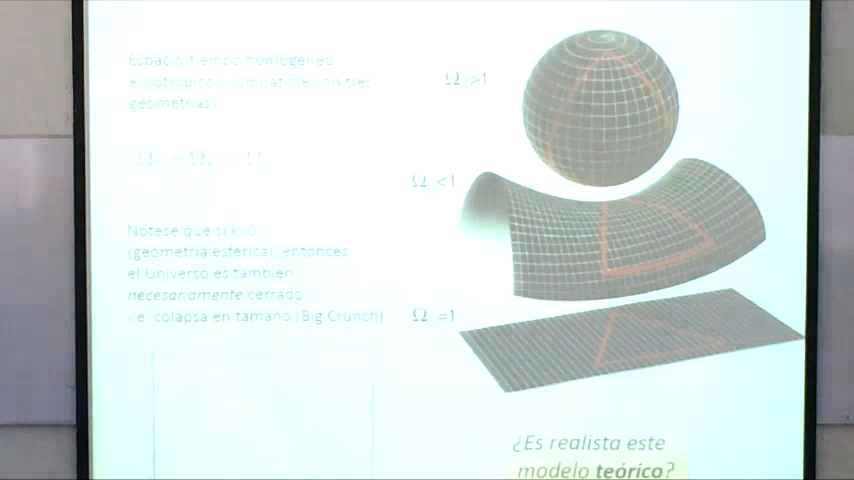 Espacio-tiempo homogéneo
e isotrópico ( compatible con tres
geometrías)
Notese que si k>0
(geometría esférica), entonces
el Universo es también
necesariamente cerrado
i.e. colapsa en tamaño (Big Crunch)
Ω₀>1
Ω₀<1
Ω₀=1
¿Es realista este
modelo teórico?